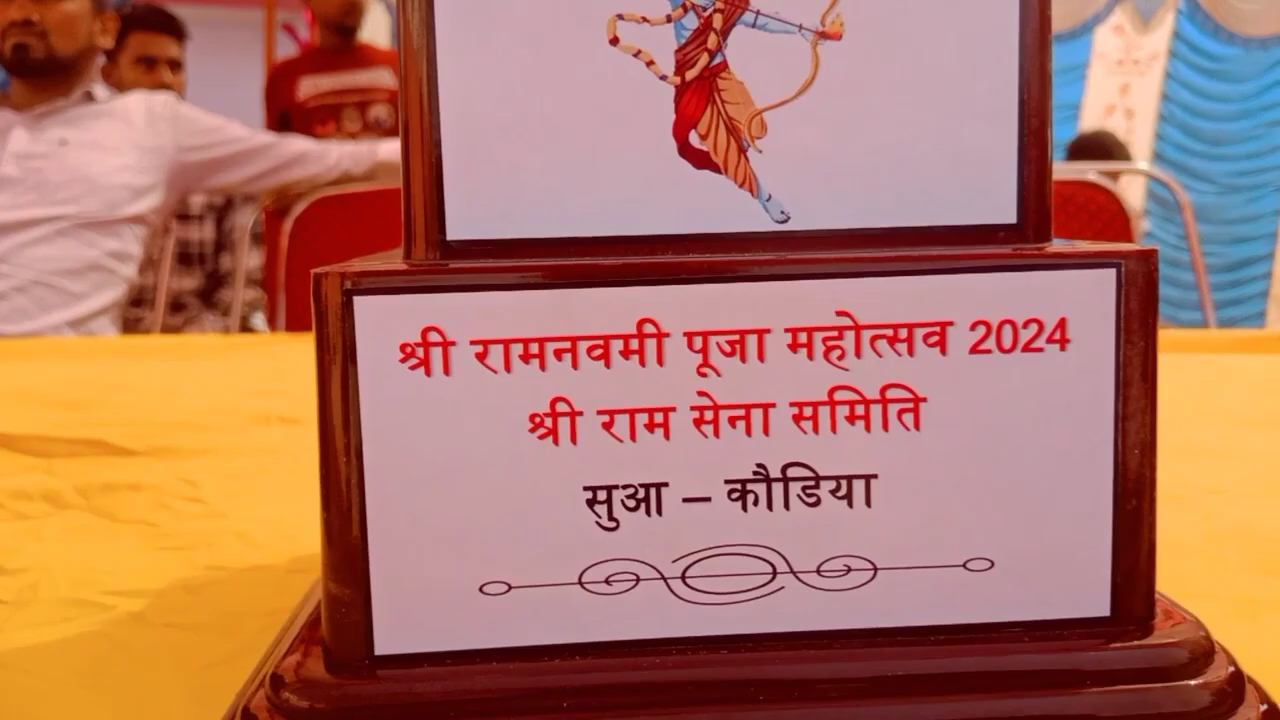 श्री रामनवमी पूजा महोत्सव 2024
श्री राम सेना समिति
सुआ – कौडिया